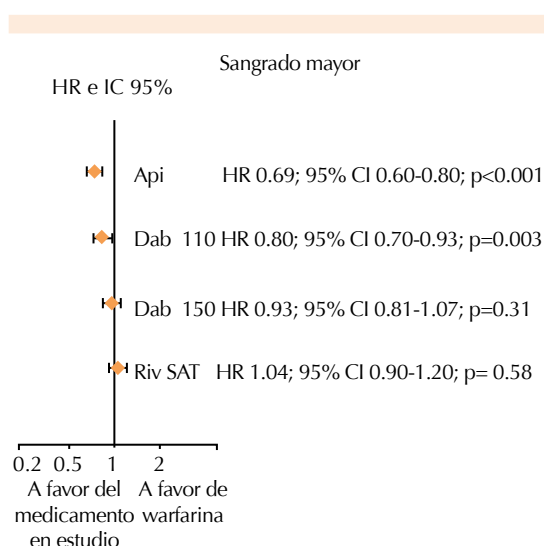 Sangrado mayor
HR e IC 95%
Api HR 0.69; 95% CI 0.60-0.80; p<0.001
Dab 110 HR 0.80; 95% CI 0.70-0.93; p=0.003
Dab 150 HR 0.93; 95% CI 0.81-1.07; p=0.31
Riv SAT HR 1.04; 95% CI 0.90-1.20; p= 0.58
0.2 0.5 1 2
A favor del A favor de
medicamento warfarina
en estudio